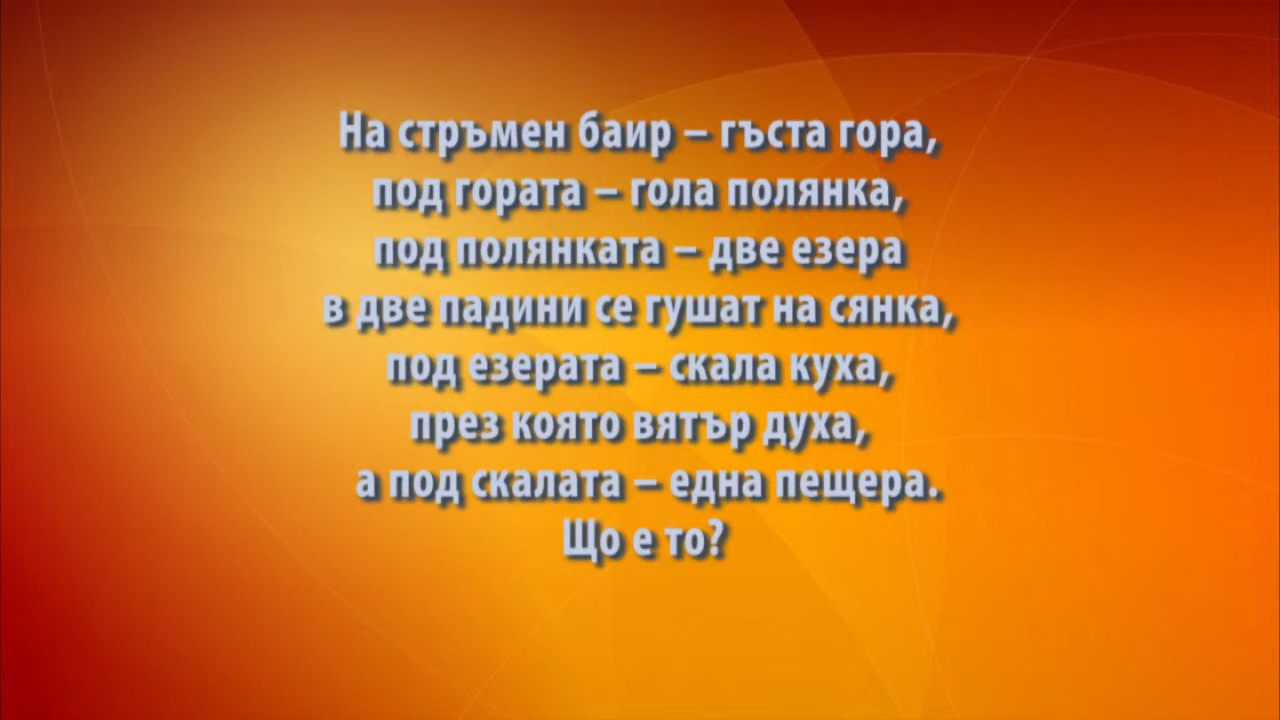 На стръмен баир – гъста гора,
под гората – гола полянка,
под полянката – две езера
в две падини се гушат на сянка,
под езерата – скала куха,
през която вятър духа,
а под скалата – една пещера.
Що е то?